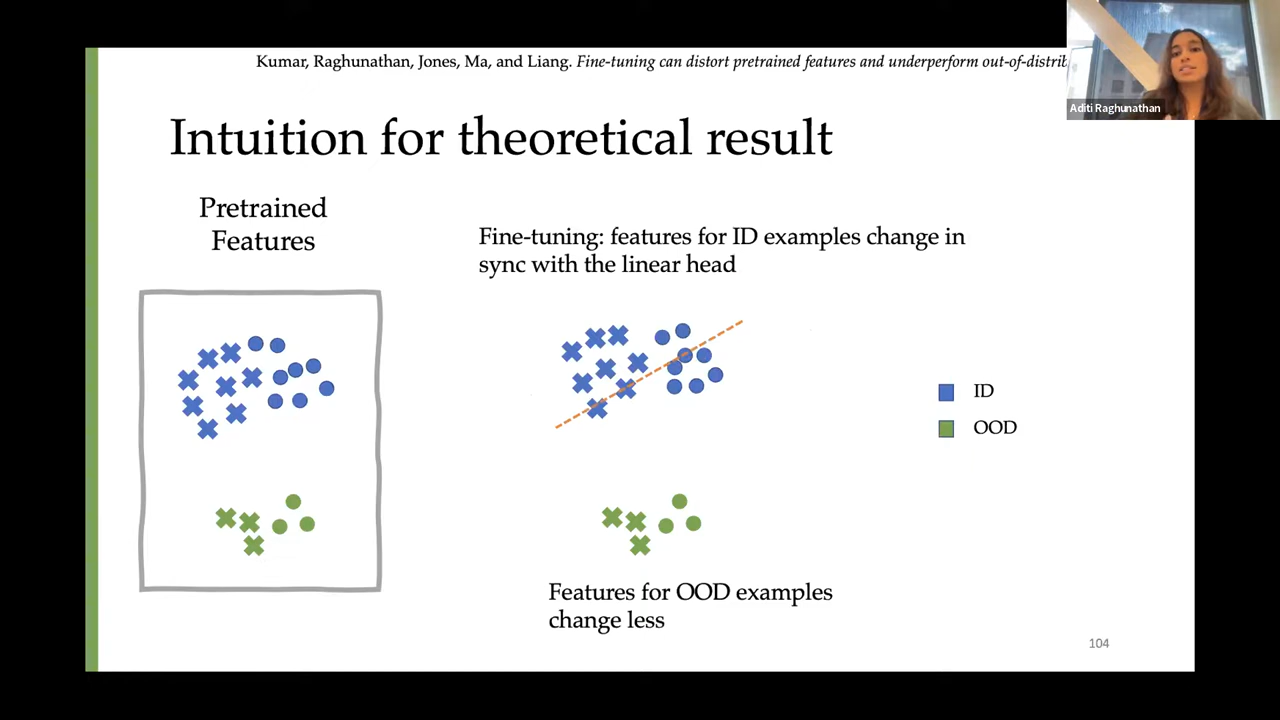 Kumar, Raghunathan, Jones, Ma, and Liang. Fine-tuning can distort pretrained features and underperform out-of-distrib
Aditi Raghunathan
Intuition for theoretical result
Pretrained
Features
Fine-tuning: features for ID examples change in
sync with the linear head
ID
OOD
Features for OOD examples
change less
104